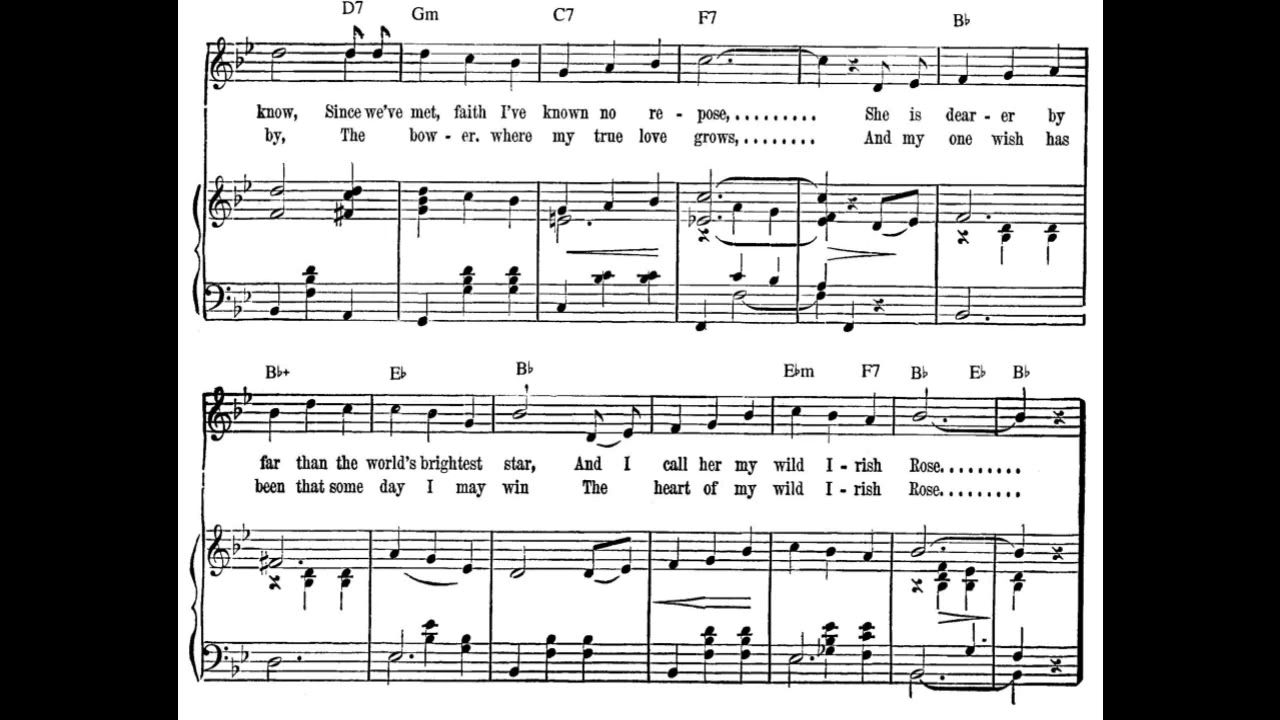 D7 Gm C7 F7 B♭
know, Since we've met, faith I've known no re - pose,......... She is dear - er by
by, The bow - er. where my true love grows,........ And my one wish has
B♭+ E♭ B♭ E♭m F7 B♭ E♭ B♭
far than the world's brightest star, And I call her my wild I - rish Rose.........
been that some day I may win The heart of my wild I - rish Rose.........